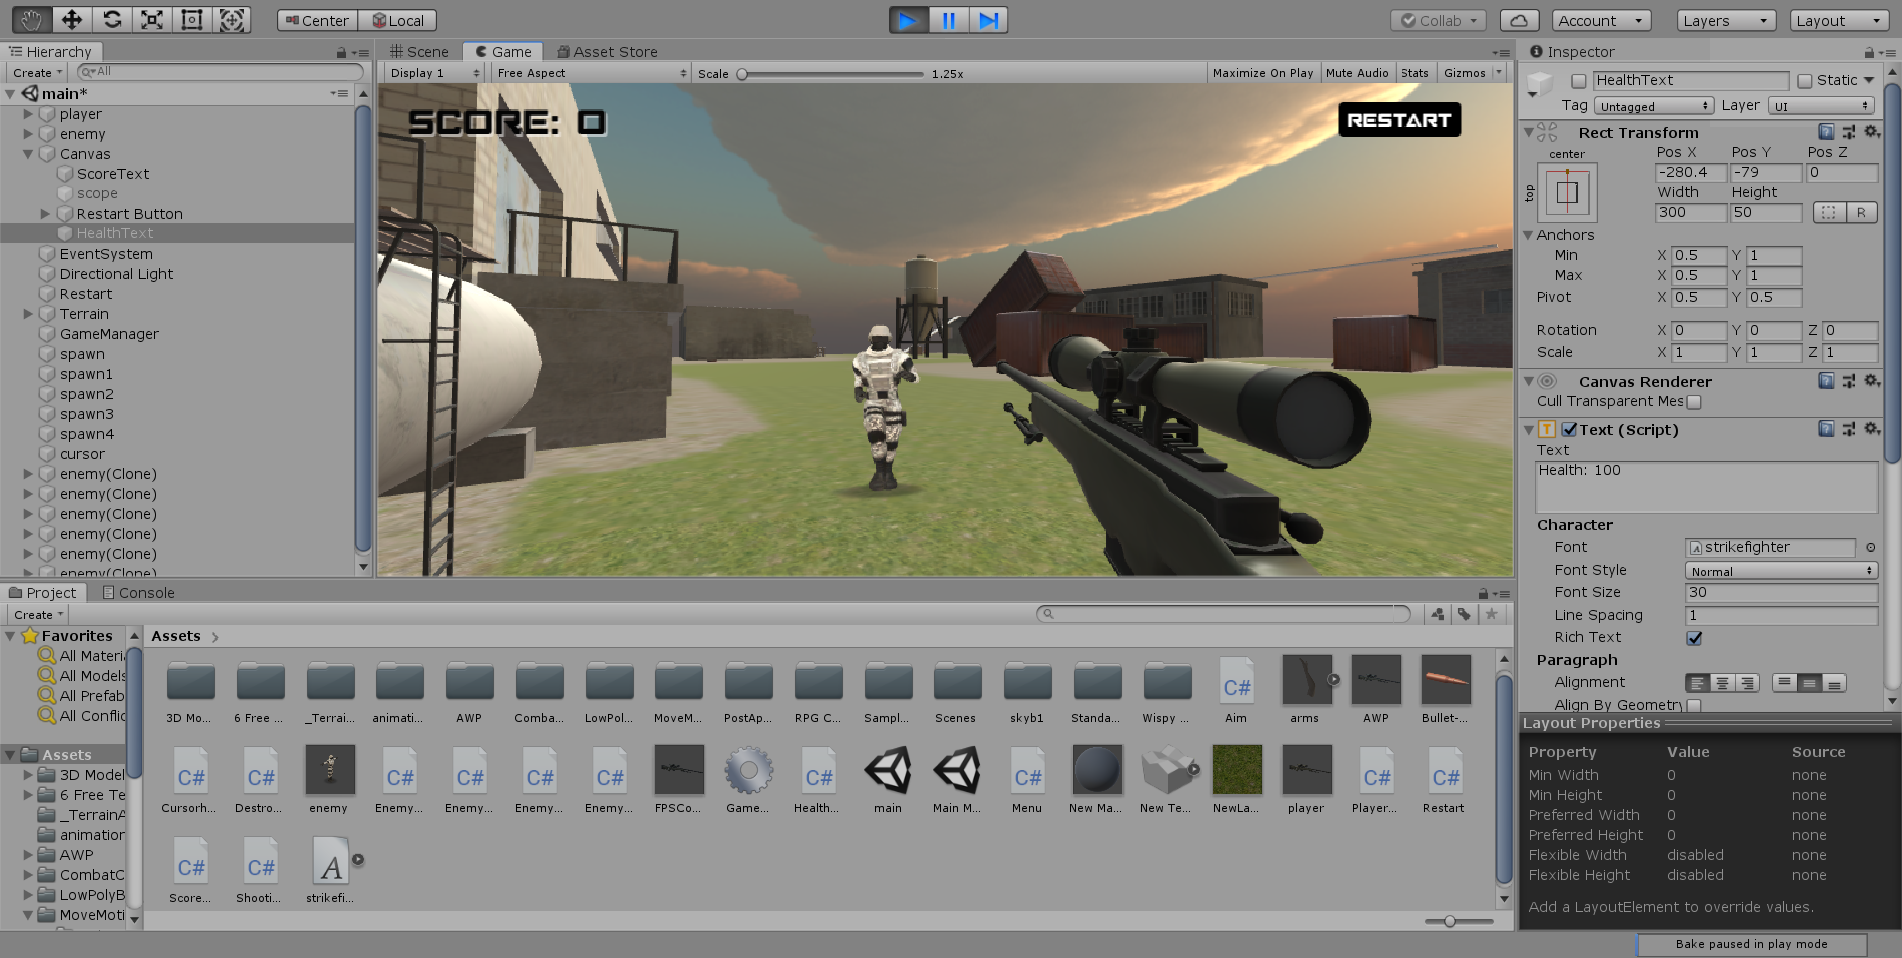 Center
Local
Collab
Account
Layers
Layout
Hierarchy
Create
All
main*
player
enemy
Canvas
ScoreText
scope
Restart Button
HealthText
EventSystem
Directional Light
Restart
Terrain
GameManager
spawn
spawn1
spawn2
spawn3
spawn4
cursor
enemy(Clone)
enemy(Clone)
enemy(Clone)
enemy(Clone)
enemy(Clone)
enemy(Clone)
Scene
Game
Asset Store
Display 1
Free Aspect
Scale
1.25x
Maximize On Play
Mute Audio
Stats
Gizmos
SCORE: 0
RESTART
Inspector
HealthText
Static
Tag
Untagged
Layer
UI
Rect Transform
center
top
Pos X
Pos Y
Pos Z
-280.4
-79
0
Width
Height
300
50
R
Anchors
Min
X 0.5
Y 1
Max
X 0.5
Y 1
Pivot
X 0.5
Y 0.5
Rotation
X 0
Y 0
Z 0
Scale
X 1
Y 1
Z 1
Canvas Renderer
Cull Transparent Mes
T
Text (Script)
Text
Health: 100
Character
Font
strikefighter
Font Style
Normal
Font Size
30
Line Spacing
1
Rich Text
Paragraph
Alignment
Align By Geometry
Layout Properties
Property Value Source
Min Width 0 none
Min Height 0 none
Preferred Width 0 none
Preferred Height 0 none
Flexible Width disabled none
Flexible Height disabled none
Add a LayoutElement to override values.
Bake paused in play mode
Project
Console
Create
Favorites
All Materi
All Models
All Prefab
All Conflic
Assets
3D Model
6 Free Te
_TerrainA
animation
AWP
CombatC
LowPolyB
MoveMoti
Assets
3D Mo...
6 Free ...
_Terrai...
animati...
AWP
Comba...
LowPol...
MoveM...
PostAp...
RPG C...
Sampl...
Scenes
skyb1
Standa...
Wispy ...
C#
Aim
arms
AWP
Bullet-...
C#
Cursorh...
C#
Destro...
enemy
C#
Enemy...
C#
Enemy...
C#
Enemy...
C#
Enemy...
FPSCo...
Game...
C#
Health...
main
Main M...
C#
Menu
New Ma...
New Te...
NewLa...
player
C#
Player...
C#
Restart
C#
Score...
C#
Shooti...
A
strikefi...